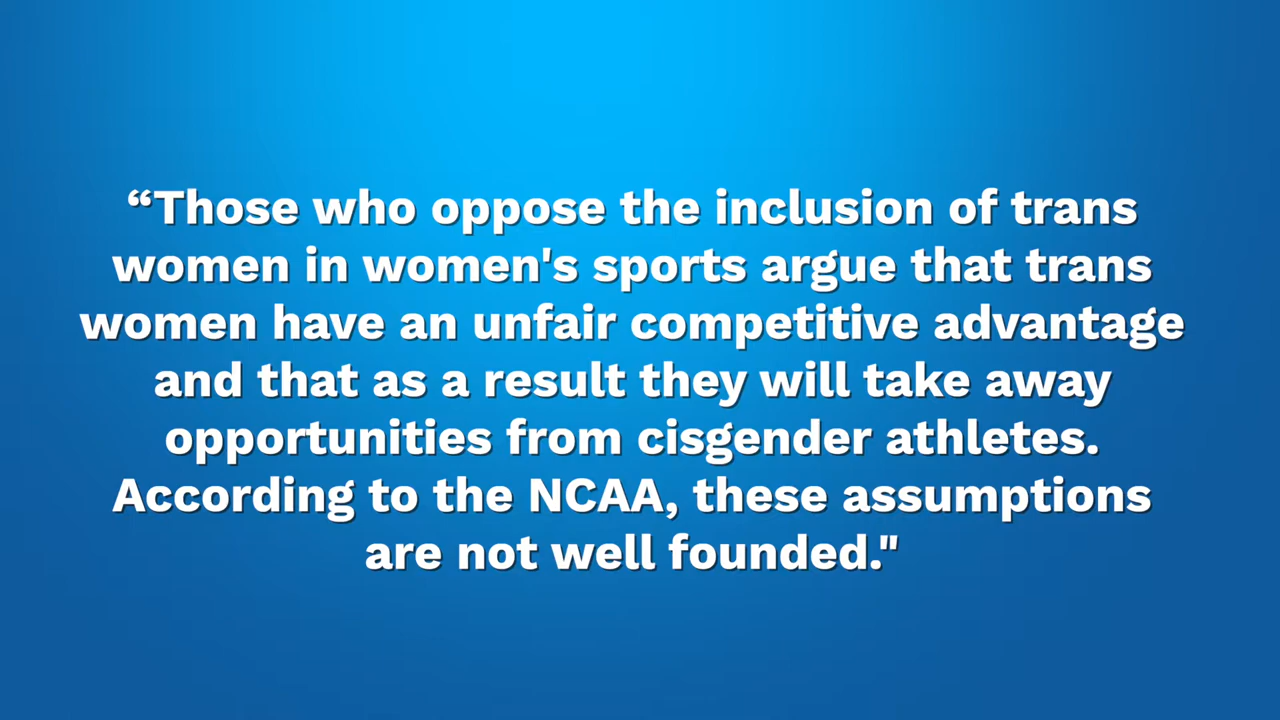 “Those who oppose the inclusion of trans
women in women's sports argue that trans
women have an unfair competitive advantage
and that as a result they will take away
opportunities from cisgender athletes.
According to the NCAA, these assumptions
are not well founded."